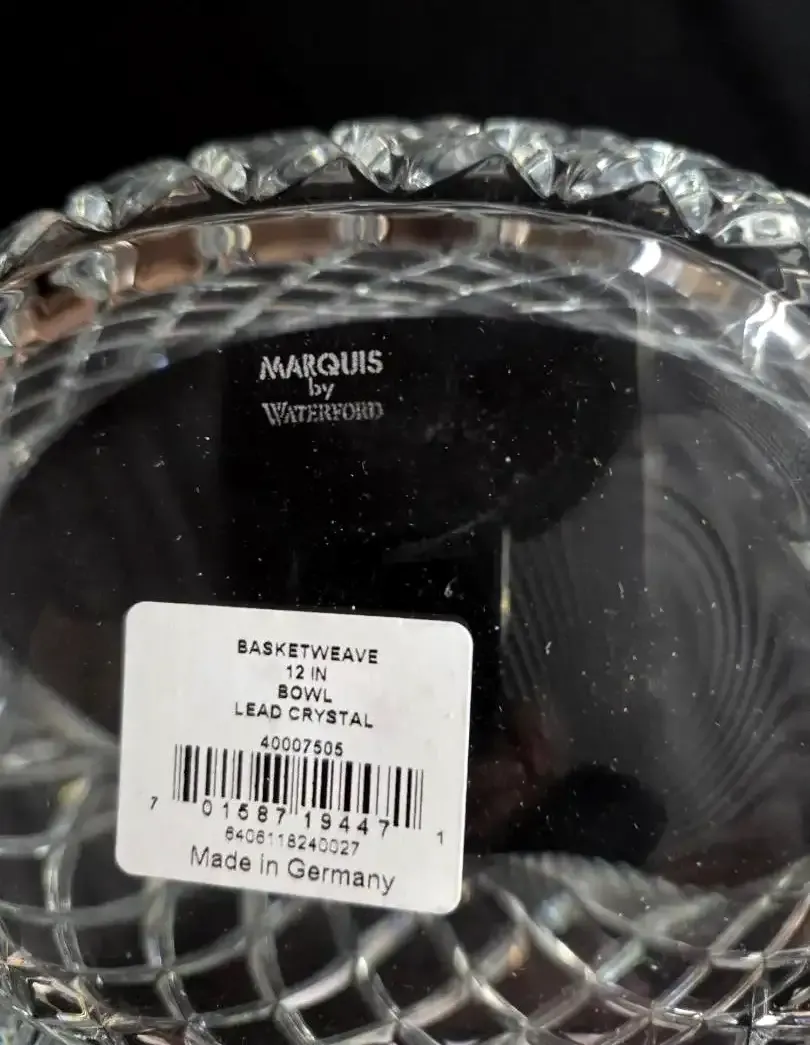 MARQUIS
by
WATERFORD
BASKETWEAVE
12 IN
BOWL
LEAD CRYSTAL
40007505
7 01587 19447 1
6406118240027
Made in Germany